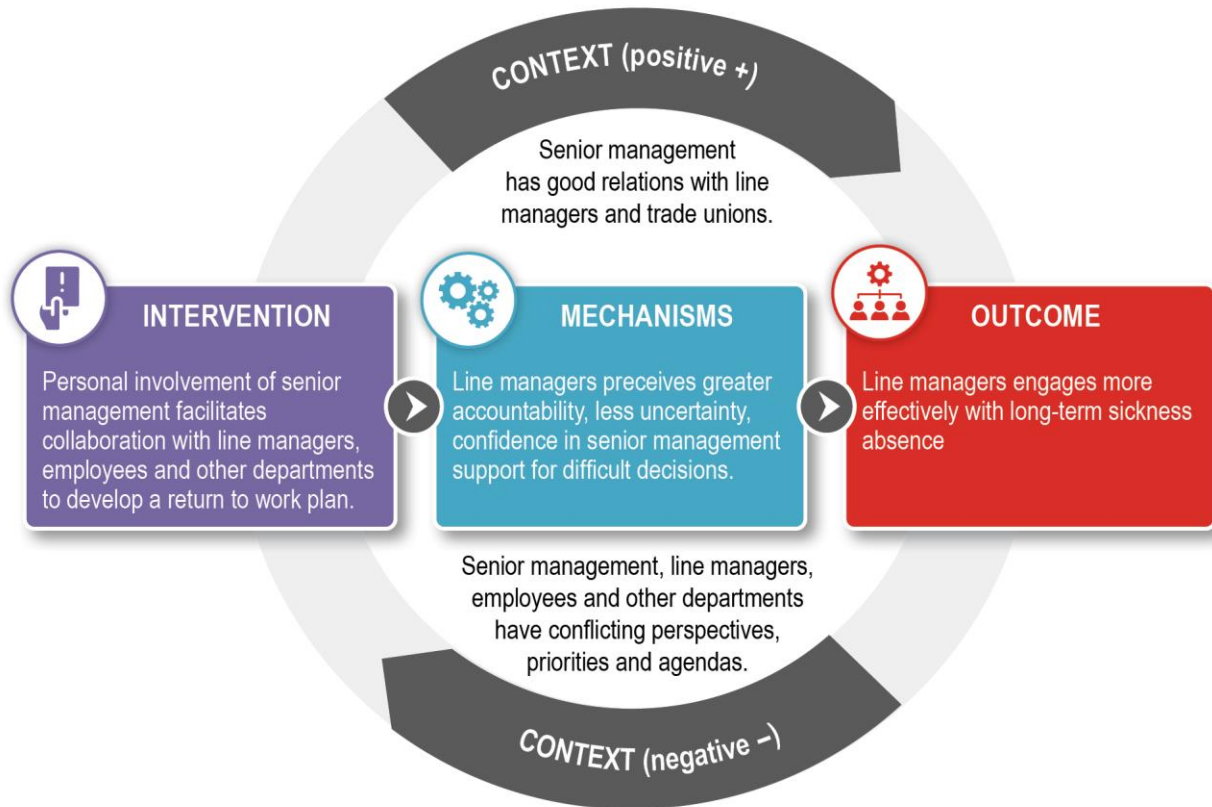 CONTEXT (positive +)
Senior management
has good relations with line
managers and trade unions.
INTERVENTION
Personal involvement of senior
management facilitates
collaboration with line managers,
employees and other departments
to develop a return to work plan.
MECHANISMS
Line managers preceives greater
accountability, less uncertainty,
confidence in senior management
support for difficult decisions.
OUTCOME
Line managers engages more
effectively with long-term sickness
absence
Senior management, line managers,
employees and other departments
have conflicting perspectives,
priorities and agendas.
CONTEXT (negative −)